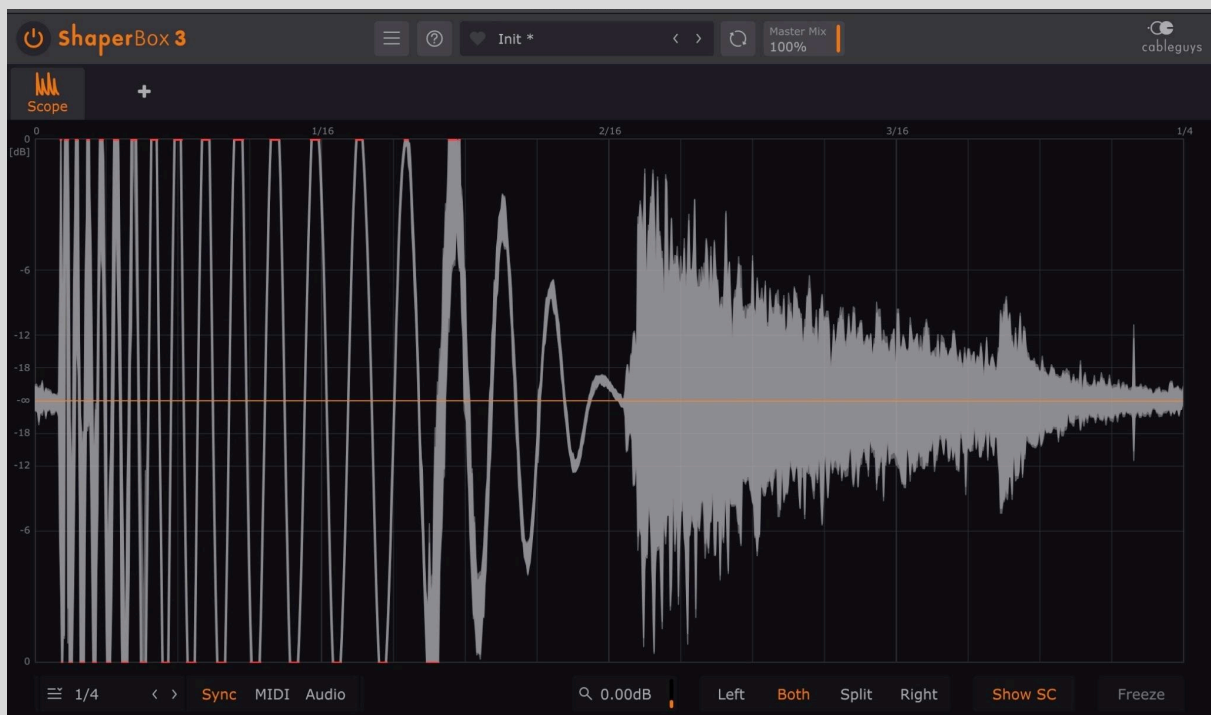 ShaperBox 3
?
Init *
< >
Master Mix
100%
cableguys
Scope
+
0 1/16 2/16 3/16 1/4
0
[dB]
-6
-12
-18
-∞
-18
-12
-6
0
1/4 < > Sync MIDI Audio 0.00dB Left Both Split Right Show SC Freeze